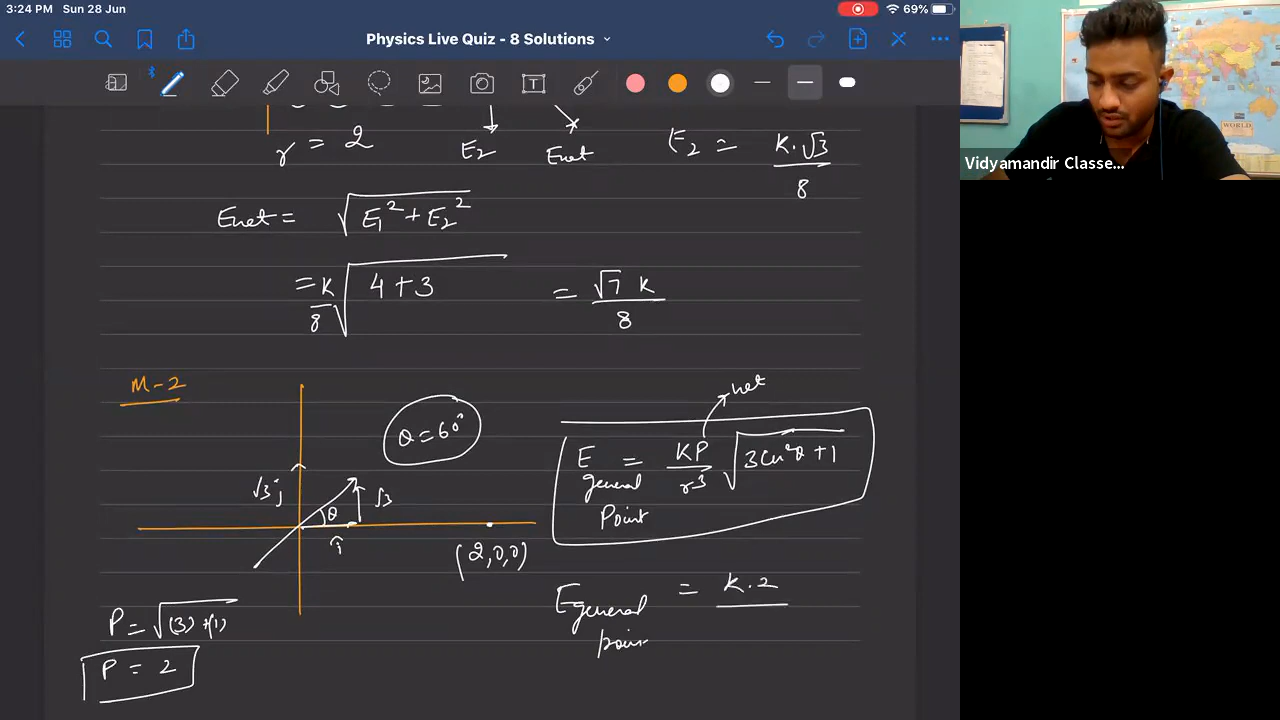 3:24 PM Sun 28 Jun
69%
Physics Live Quiz - 8 Solutions
WORLD
Vidyamandir Classe...
r = 2
E2
Enet
E2 = K·√3 / 8
Enet = √(E1² + E2²)
= K/8 √(4 + 3) = √7 K / 8
M-2
θ = 60°
net
E general Point = KP/r³ √(3cos²θ + 1)
√3 ĵ
θ
√3
î
(2,0,0)
P = √((3) + (1))
P = 2
E general point = K·2